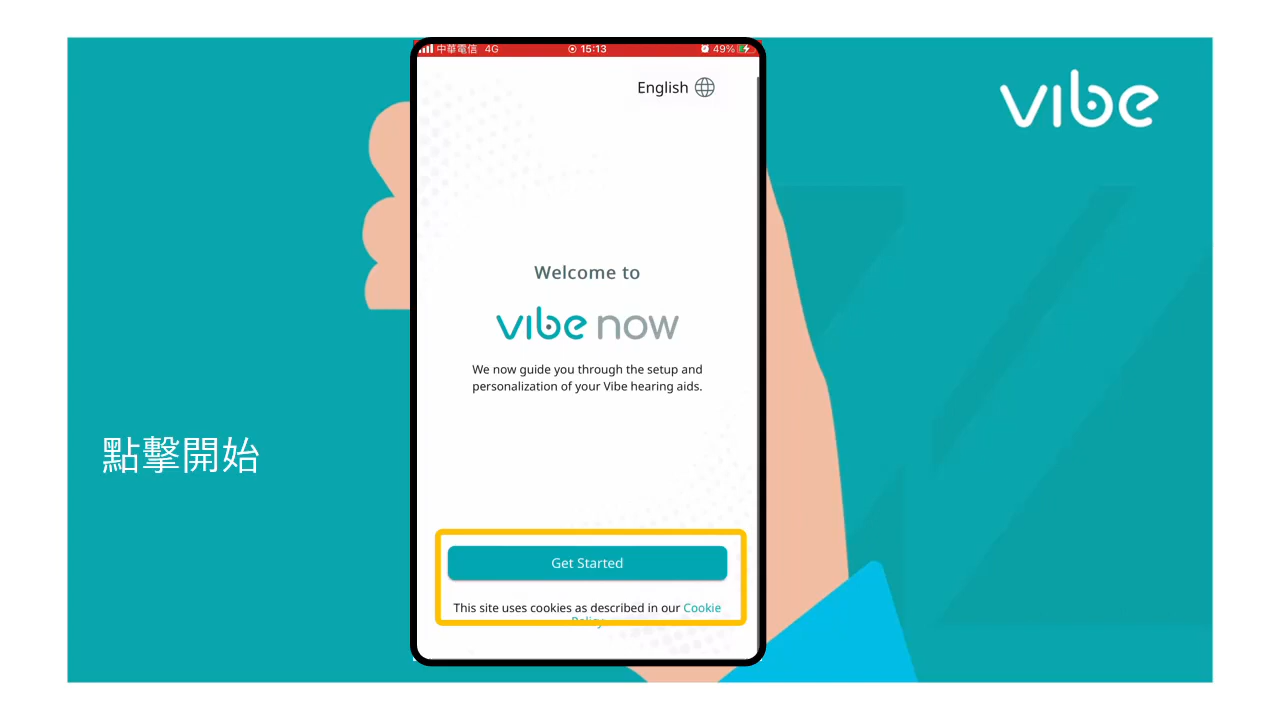 中華電信 4G 15:13 49%
English
vibe
Welcome to
vibe now
We now guide you through the setup and
personalization of your Vibe hearing aids.
點擊開始
Get Started
This site uses cookies as described in our Cookie
Policy